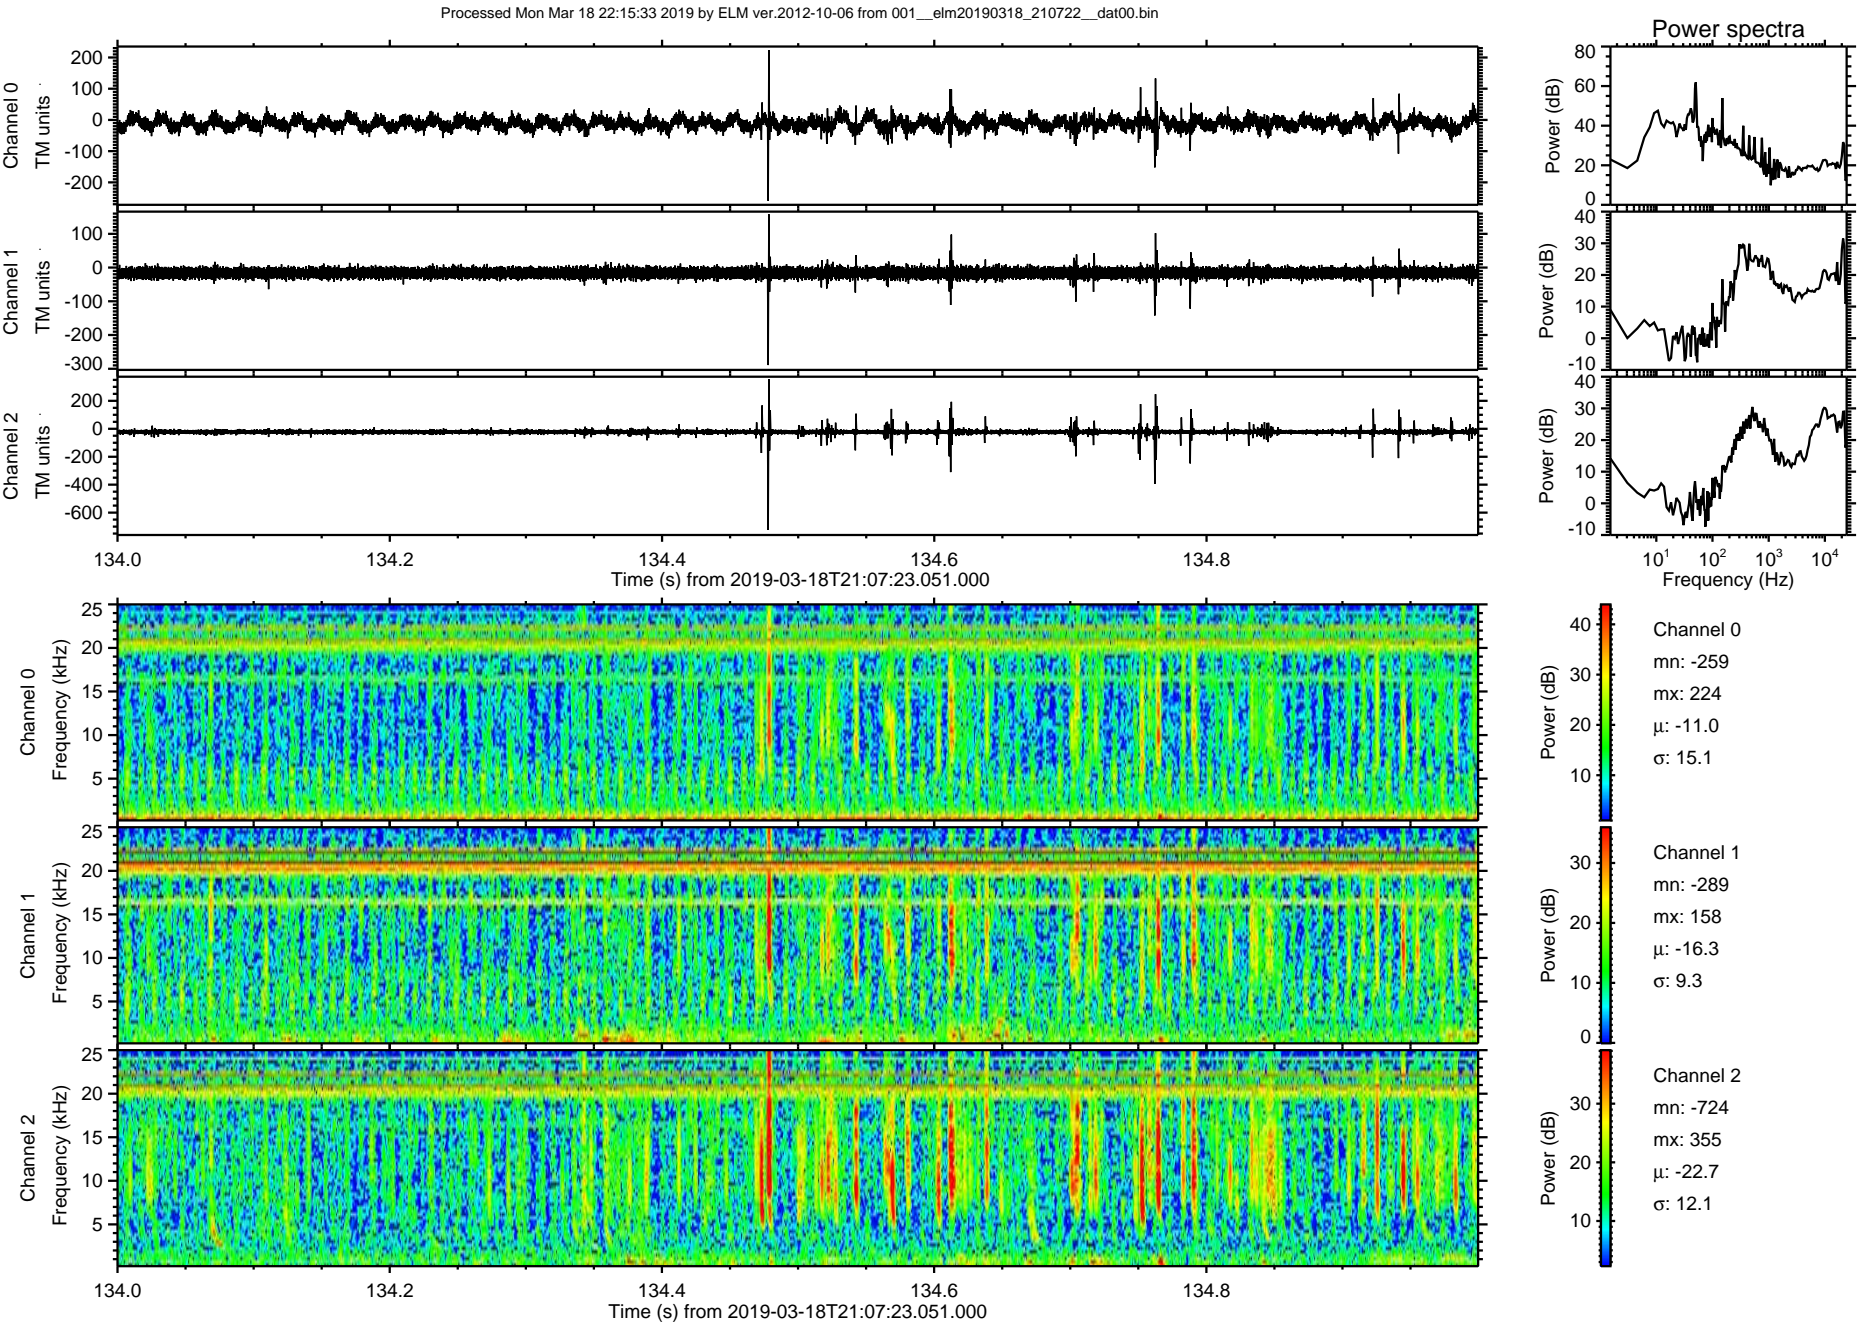 Processed Mon Mar 18 22:15:33 2019 by ELM ver.2012-10-06 from 001__elm20190318_210722__dat00.bin
Power spectra
Channel 0
TM units
200
100
0
-100
-200
Power (dB)
80
60
40
20
0
Channel 1
TM units
100
0
-100
-200
-300
Power (dB)
40
30
20
10
0
-10
Channel 2
TM units
200
0
-200
-400
-600
Power (dB)
40
30
20
10
0
-10
134.0 134.2 134.4 134.6 134.8
Time (s) from 2019-03-18T21:07:23.051.000
10¹ 10² 10³ 10⁴
Frequency (Hz)
Channel 0
Frequency (kHz)
25
20
15
10
5
Power (dB)
40
30
20
10
Channel 0
mn: -259
mx: 224
μ: -11.0
σ: 15.1
Channel 1
Frequency (kHz)
25
20
15
10
5
Power (dB)
30
20
10
0
Channel 1
mn: -289
mx: 158
μ: -16.3
σ: 9.3
Channel 2
Frequency (kHz)
25
20
15
10
5
Power (dB)
30
20
10
Channel 2
mn: -724
mx: 355
μ: -22.7
σ: 12.1
134.0 134.2 134.4 134.6 134.8
Time (s) from 2019-03-18T21:07:23.051.000